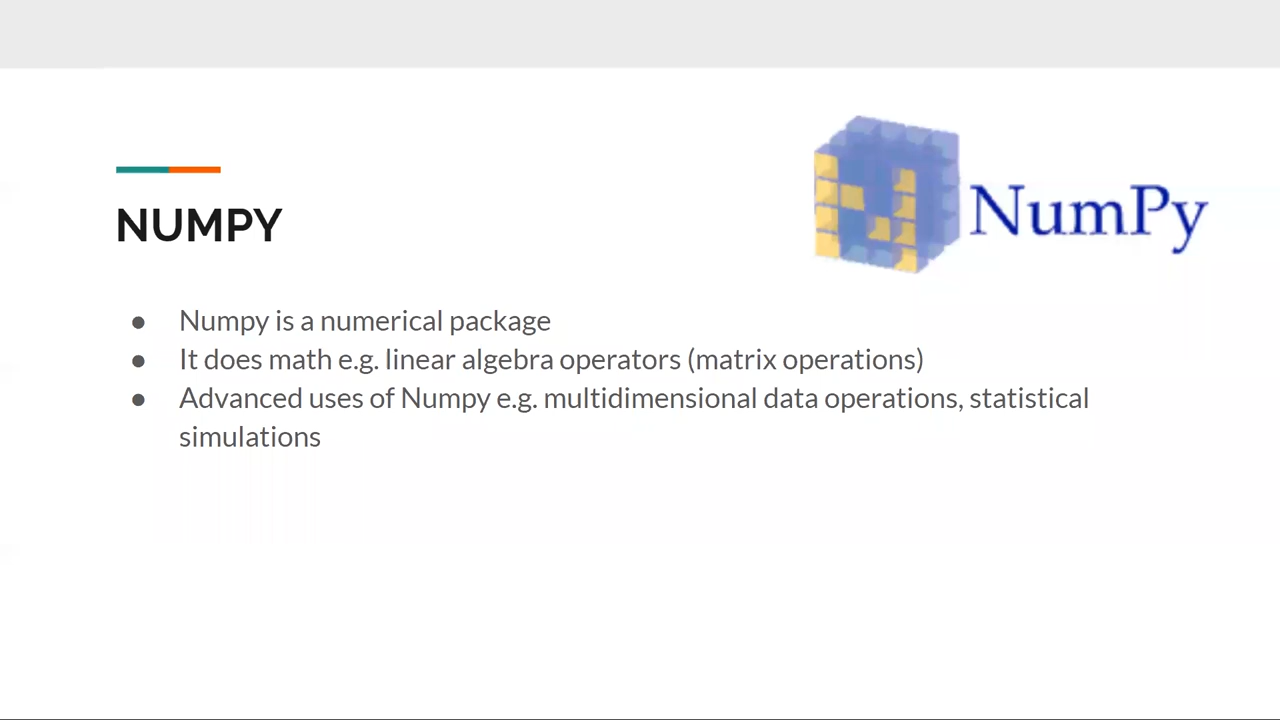 NumPy
NUMPY
● Numpy is a numerical package
● It does math e.g. linear algebra operators (matrix operations)
● Advanced uses of Numpy e.g. multidimensional data operations, statistical
simulations